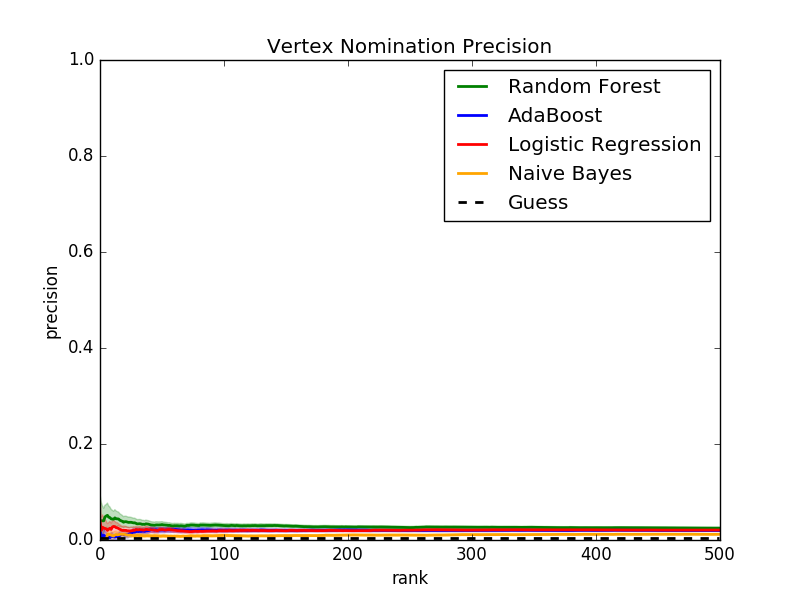 Vertex Nomination Precision
1.0
0.8
0.6
0.4
0.2
0.0
precision
Random Forest
AdaBoost
Logistic Regression
Naive Bayes
Guess
0
100
200
300
400
500
rank